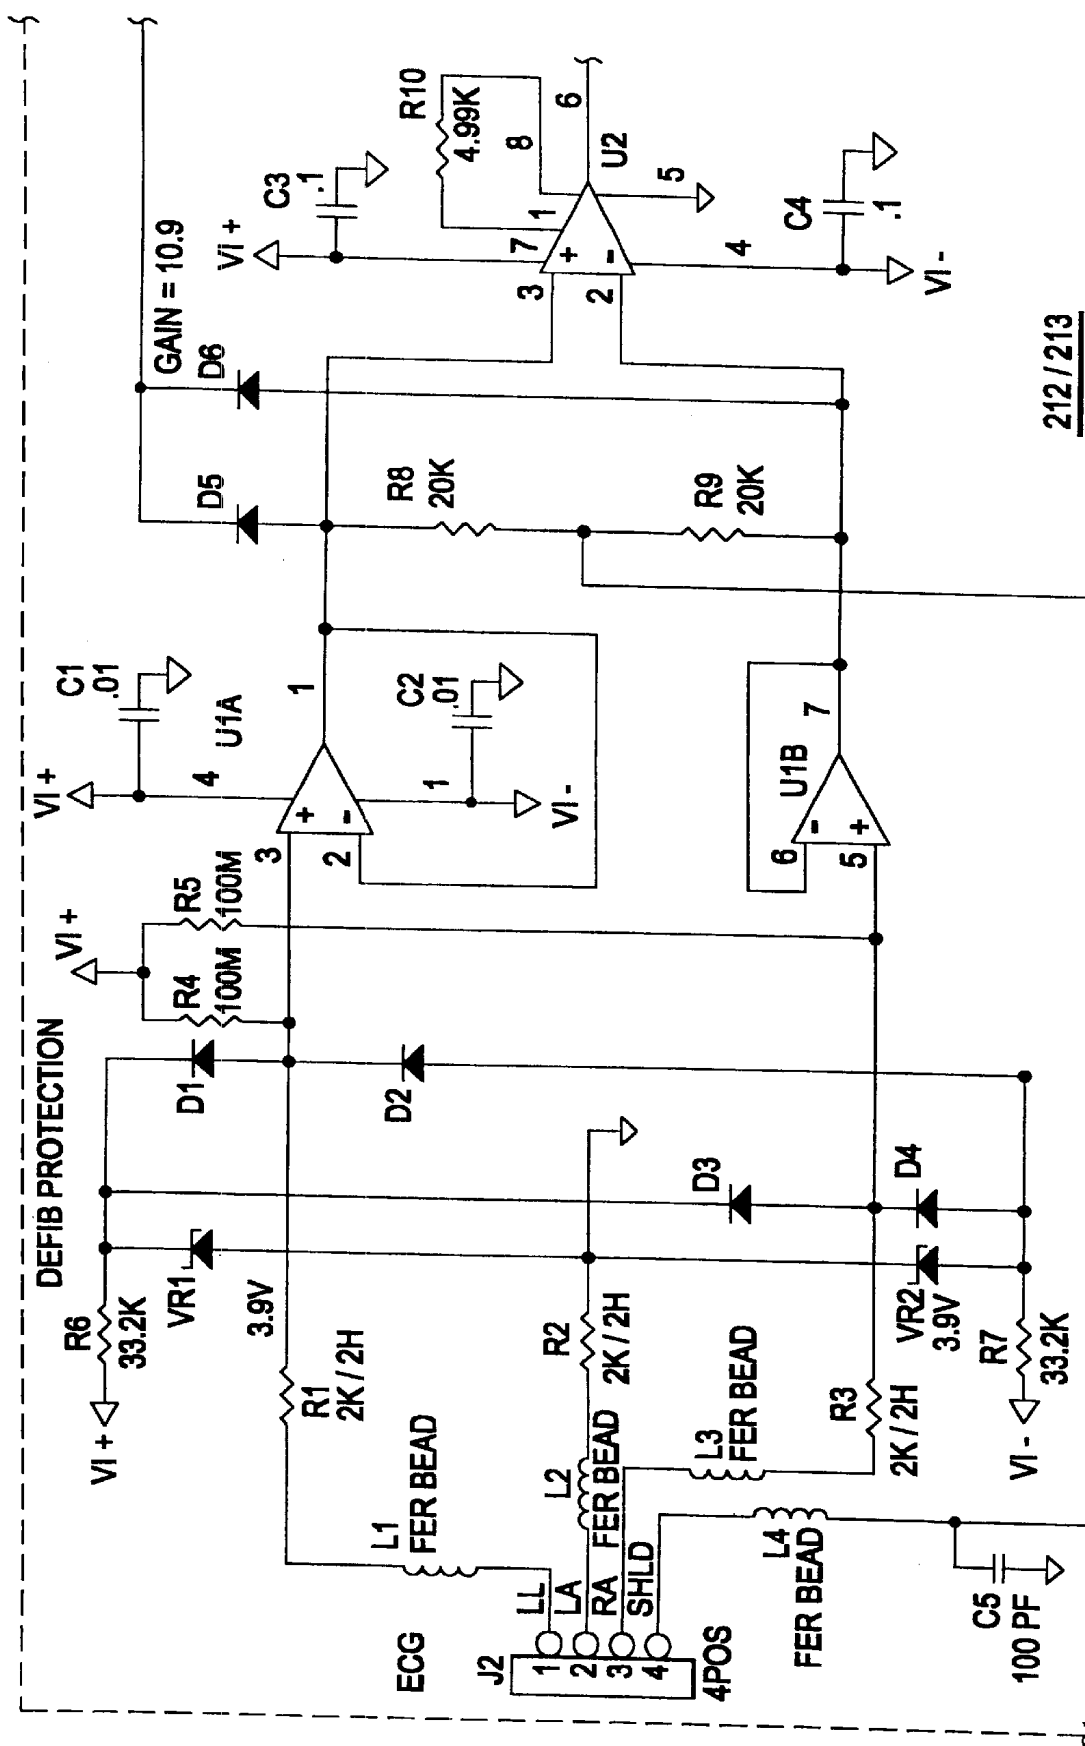 DEFIB PROTECTION
VI +
R6
33.2K
VR1
3.9V
D1
R4
100M
R5
100M
VI +
VI +
C1
.01
4
U1A
3
2
+
-
1
1
C2
.01
VI -
D2
R1
2K / 2H
L1
FER BEAD
ECG
J2
1
2
3
4
4POS
LL
LA
RA
SHLD
L2
FER BEAD
R2
2K / 2H
L3
FER BEAD
R3
2K / 2H
L4
FER BEAD
C5
100 PF
D3
D4
VR2
3.9V
R7
33.2K
VI -
6
5
-
+
U1B
7
D5
D6
GAIN = 10.9
R8
20K
R9
20K
VI +
C3
.1
7
3
2
+
-
1
8
R10
4.99K
6
U2
5
4
C4
.1
VI -
212 / 213